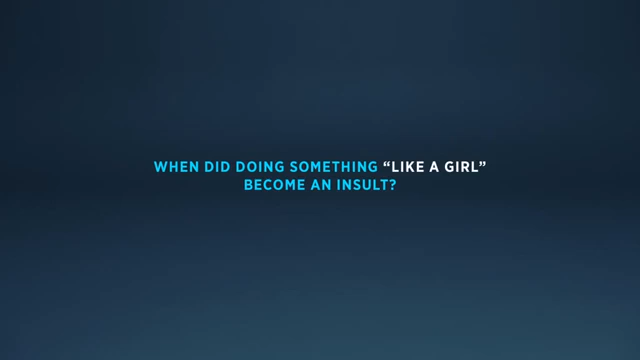 WHEN DID DOING SOMETHING “LIKE A GIRL”
BECOME AN INSULT?